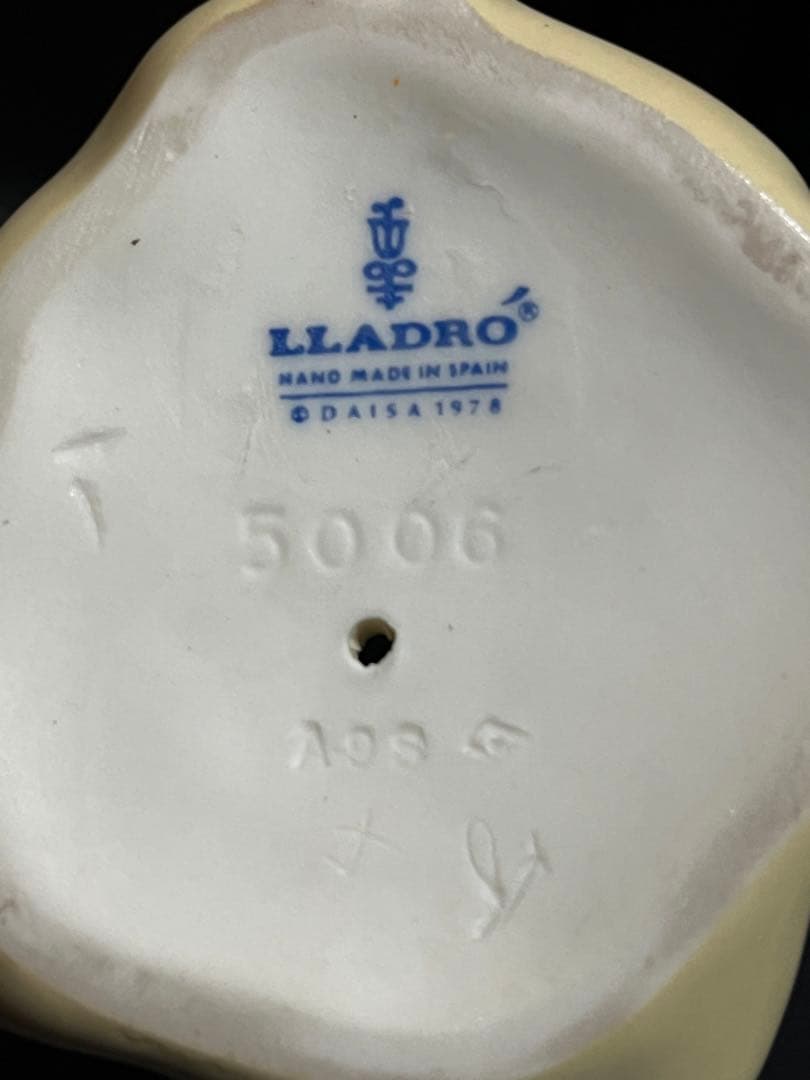 LLADRÓ®
HAND MADE IN SPAIN
© DAISA 1978
5006